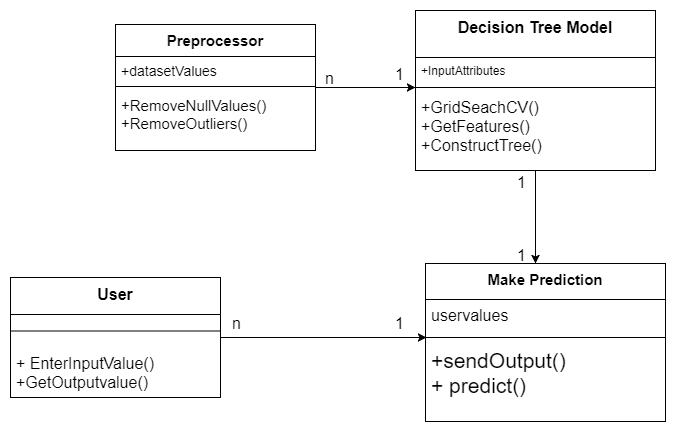 Preprocessor
+datasetValues
+RemoveNullValues()
+RemoveOutliers()
n
1
Decision Tree Model
+InputAttributes
+GridSeachCV()
+GetFeatures()
+ConstructTree()
1
1
User
+ EnterInputValue()
+GetOutputvalue()
n
1
Make Prediction
uservalues
+sendOutput()
+ predict()